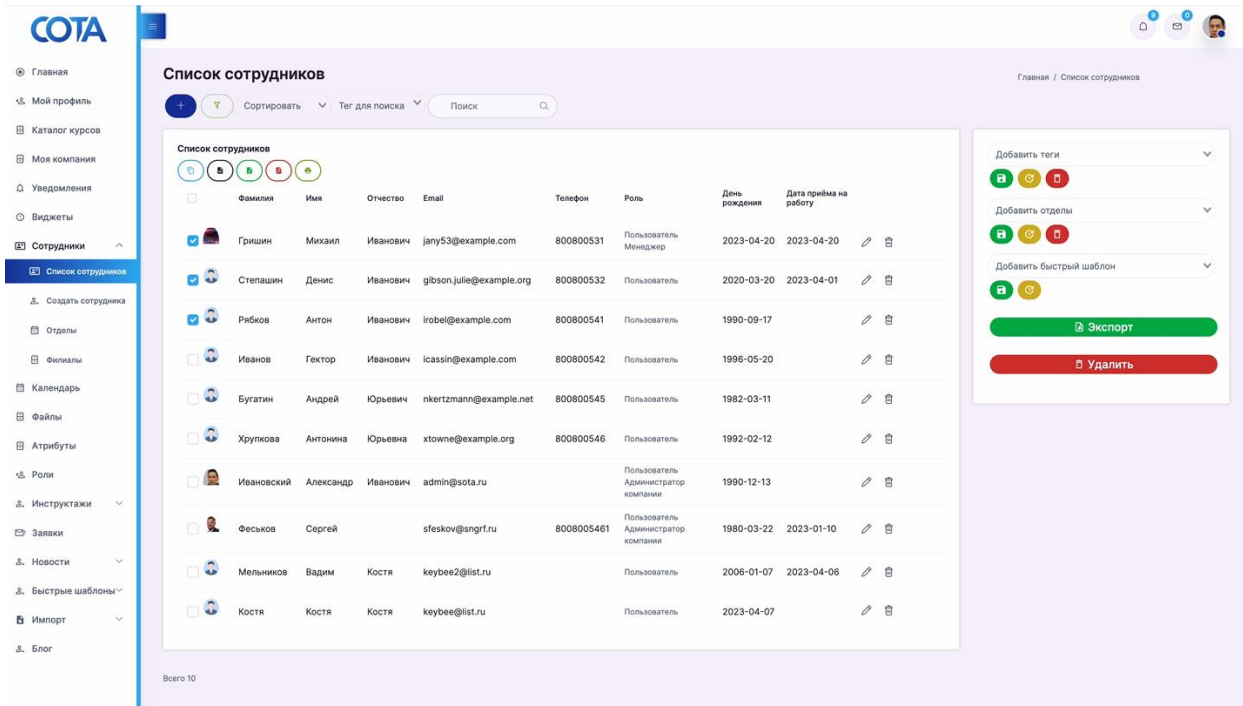 СОТА
9
0
Главная
Мой профиль
Каталог курсов
Моя компания
Уведомления
Виджеты
Сотрудники
Список сотрудников
Создать сотрудника
Отделы
Филиалы
Календарь
Файлы
Атрибуты
Роли
Инструктажи
Заявки
Новости
Быстрые шаблоны
Импорт
Блог
Список сотрудников
Главная / Список сотрудников
+ Сортировать Тег для поиска Поиск
Список сотрудников
Фамилия Имя Отчество Email Телефон Роль День рождения Дата приёма на работу
Гришин Михаил Иванович jany53@example.com 800800531 Пользователь Менеджер 2023-04-20 2023-04-20
Степашин Денис Иванович gibson.julie@example.org 800800532 Пользователь 2020-03-20 2023-04-01
Рябков Антон Иванович irobel@example.com 800800541 Пользователь 1990-09-17
Иванов Гектор Иванович icassin@example.com 800800542 Пользователь 1996-05-20
Бугатин Андрей Юрьевич nkertzmann@example.net 800800545 Пользователь 1982-03-11
Хрупкова Антонина Юрьевна xtowne@example.org 800800546 Пользователь 1992-02-12
Ивановский Александр Иванович admin@sota.ru Пользователь Администратор компании 1990-12-13
Феськов Сергей sfeskov@sngrf.ru 8008005461 Пользователь Администратор компании 1980-03-22 2023-01-10
Мельников Вадим Костя keybee2@list.ru Пользователь 2006-01-07 2023-04-06
Костя Костя Костя keybee@list.ru Пользователь 2023-04-07
Всего 10
Добавить теги
Добавить отделы
Добавить быстрый шаблон
Экспорт
Удалить